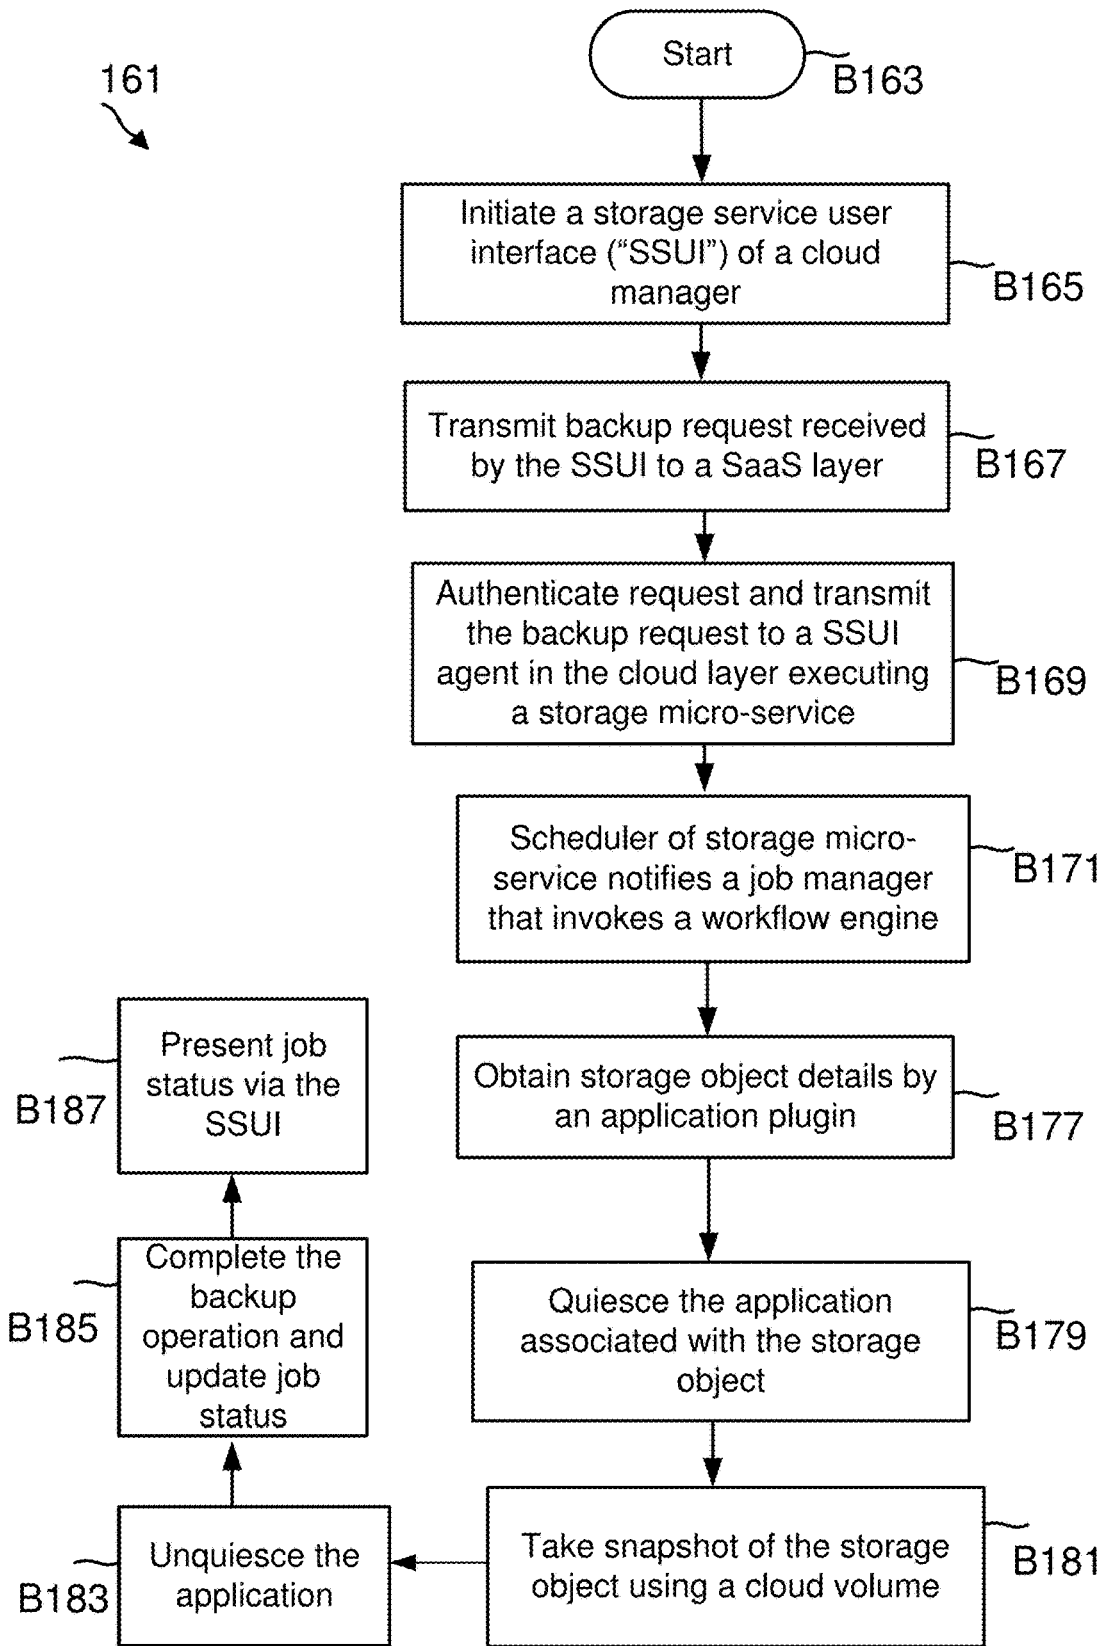 161
Start
B163
Initiate a storage service user
interface (“SSUI”) of a cloud
manager
B165
Transmit backup request received
by the SSUI to a SaaS layer
B167
Authenticate request and transmit
the backup request to a SSUI
agent in the cloud layer executing
a storage micro-service
B169
Scheduler of storage micro-
service notifies a job manager
that invokes a workflow engine
B171
Obtain storage object details by
an application plugin
B177
Quiesce the application
associated with the storage
object
B179
Take snapshot of the storage
object using a cloud volume
B181
Unquiesce the
application
B183
Complete the
backup
operation and
update job
status
B185
Present job
status via the
SSUI
B187